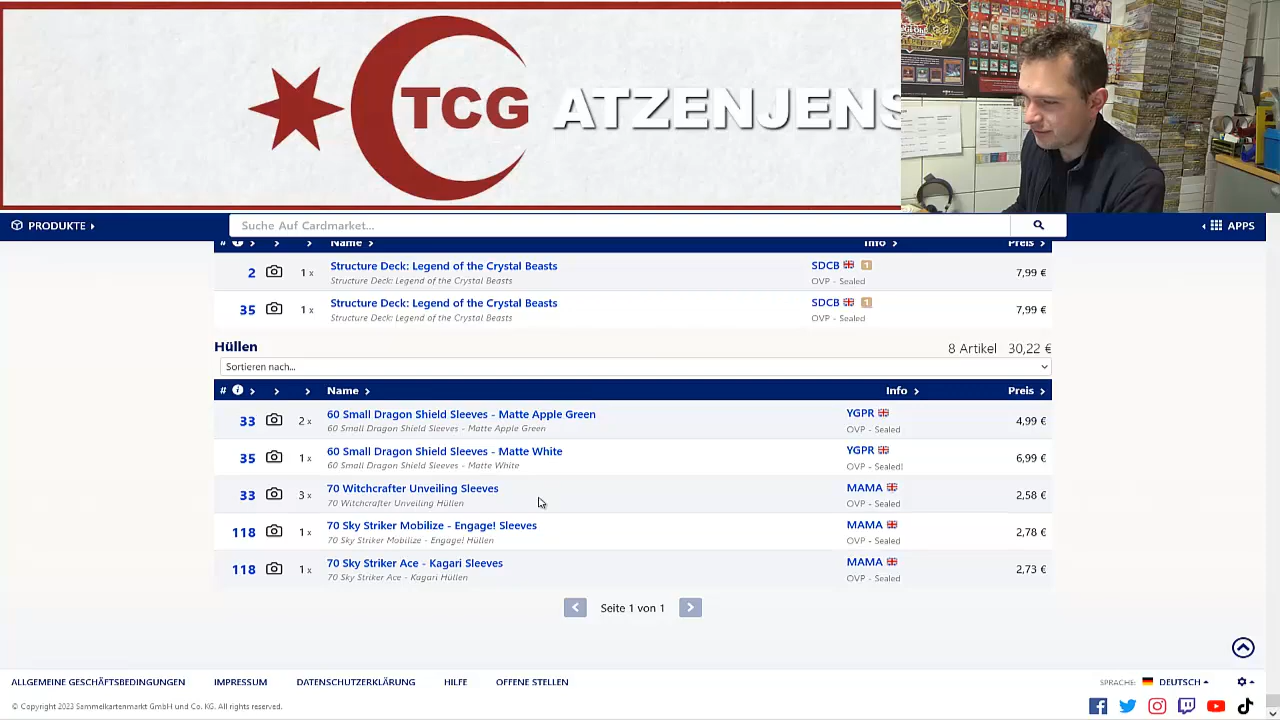 TCG ATZENJENS
PRODUKTE
Suche Auf Cardmarket...
APPS
# Name Info Preis
2 1 x Structure Deck: Legend of the Crystal Beasts SDCB 1 7,99 €
Structure Deck: Legend of the Crystal Beasts OVP - Sealed
35 1 x Structure Deck: Legend of the Crystal Beasts SDCB 1 7,99 €
Structure Deck: Legend of the Crystal Beasts OVP - Sealed
Hüllen 8 Artikel 30,22 €
Sortieren nach...
# Name Info Preis
33 2 x 60 Small Dragon Shield Sleeves - Matte Apple Green YGPR 4,99 €
60 Small Dragon Shield Sleeves - Matte Apple Green OVP - Sealed
35 1 x 60 Small Dragon Shield Sleeves - Matte White YGPR 6,99 €
60 Small Dragon Shield Sleeves - Matte White OVP - Sealed!
33 3 x 70 Witchcrafter Unveiling Sleeves MAMA 2,58 €
70 Witchcrafter Unveiling Hüllen OVP - Sealed
118 1 x 70 Sky Striker Mobilize - Engage! Sleeves MAMA 2,78 €
70 Sky Striker Mobilize - Engage! Hüllen OVP - Sealed
118 1 x 70 Sky Striker Ace - Kagari Sleeves MAMA 2,73 €
70 Sky Striker Ace - Kagari Hüllen OVP - Sealed
Seite 1 von 1
ALLGEMEINE GESCHÄFTSBEDINGUNGEN IMPRESSUM DATENSCHUTZERKLÄRUNG HILFE OFFENE STELLEN SPRACHE: DEUTSCH
© Copyright 2023 Sammelkartenmarkt GmbH und Co. KG. All rights reserved.